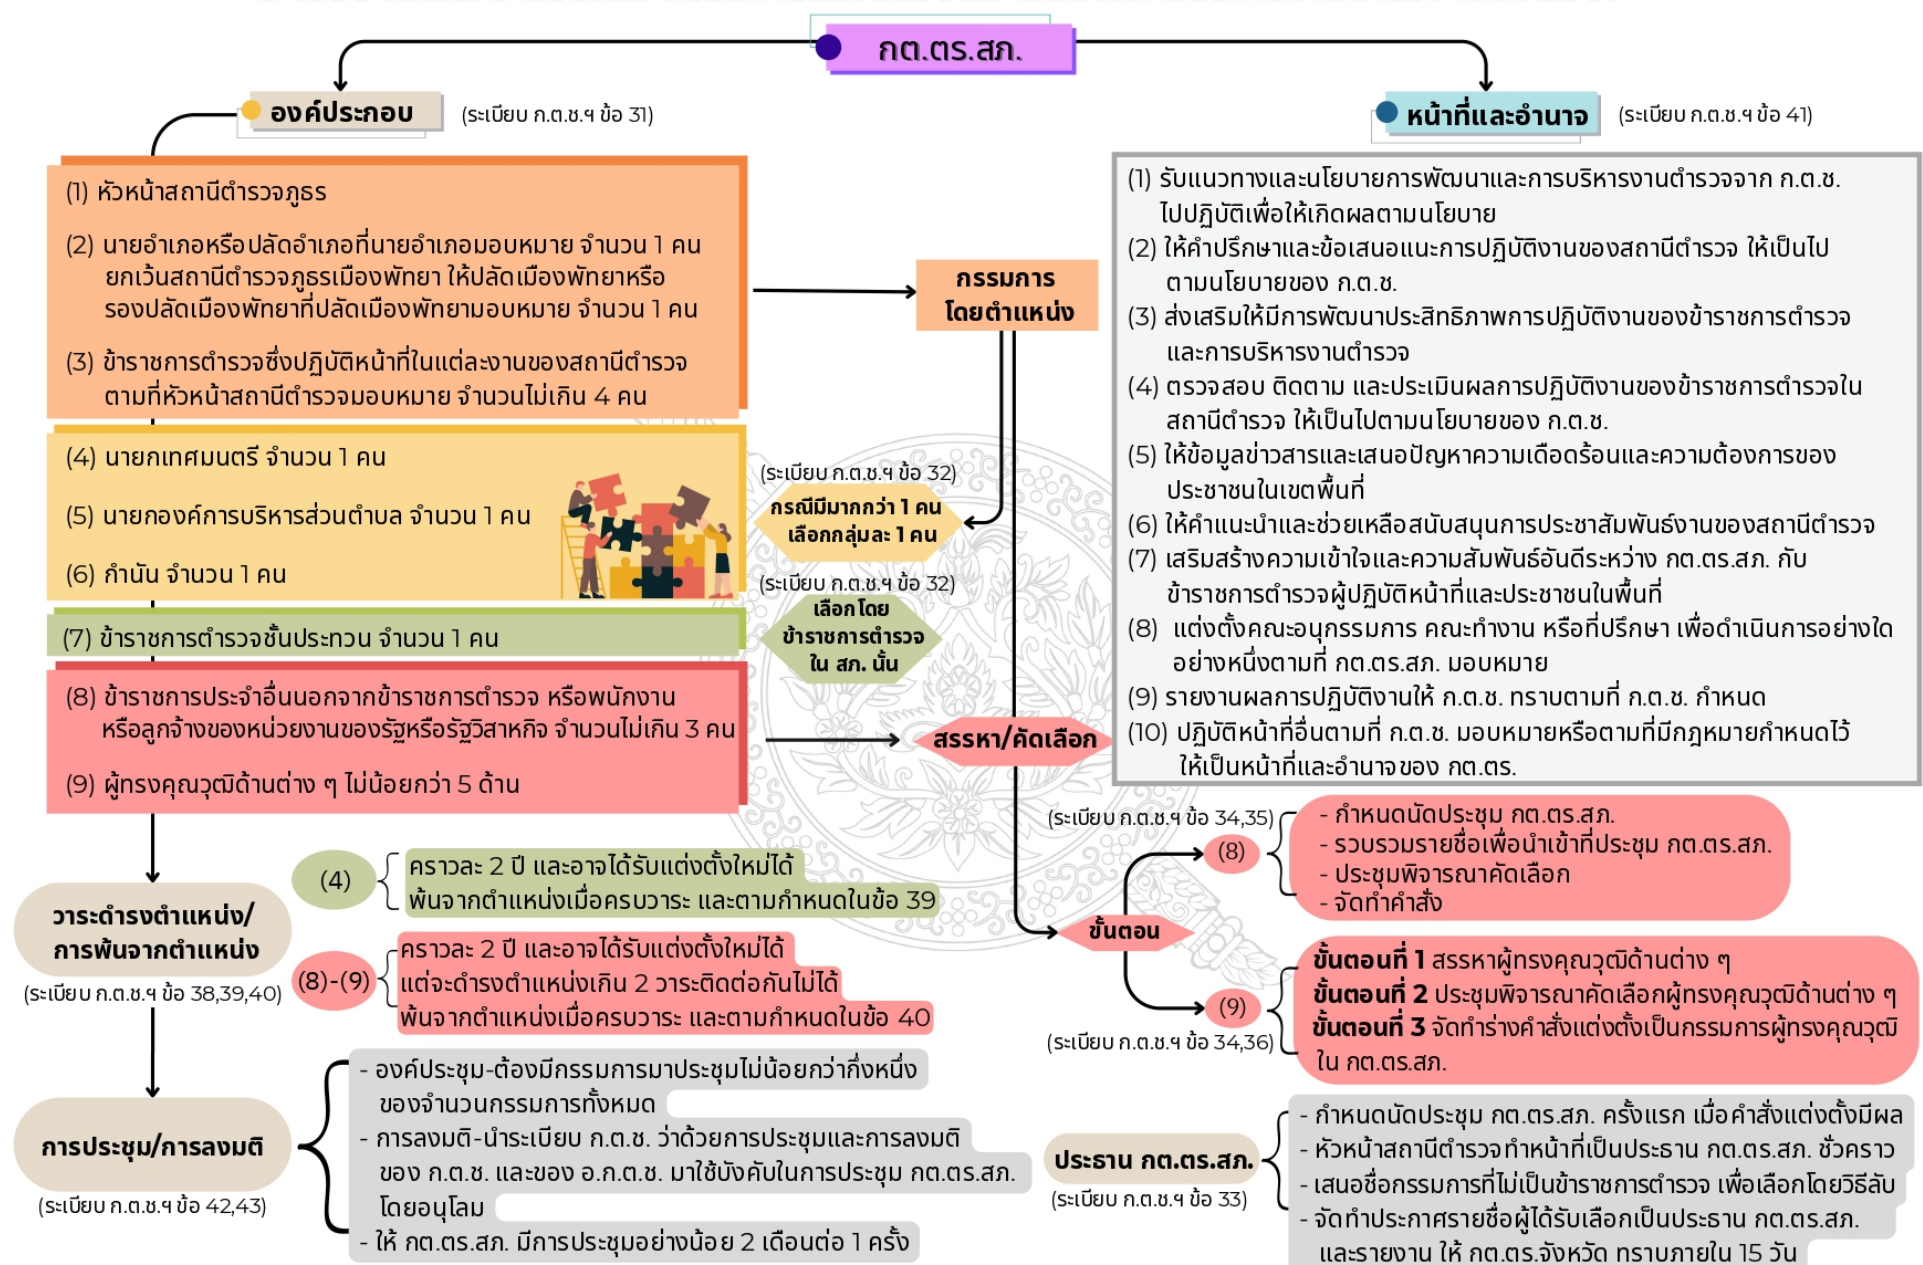 กต.ตร.สภ.
องค์ประกอบ
(ระเบียบ ก.ต.ช.ฯ ข้อ 31)
(1) หัวหน้าสถานีตำรวจภูธร
(2) นายอำเภอหรือปลัดอำเภอที่นายอำเภอมอบหมาย จำนวน 1 คน
ยกเว้นสถานีตำรวจภูธรเมืองพัทยา ให้ปลัดเมืองพัทยาหรือ
รองปลัดเมืองพัทยาที่ปลัดเมืองพัทยามอบหมาย จำนวน 1 คน
(3) ข้าราชการตำรวจซึ่งปฏิบัติหน้าที่ในแต่ละงานของสถานีตำรวจ
ตามที่หัวหน้าสถานีตำรวจมอบหมาย จำนวนไม่เกิน 4 คน
กรรมการ
โดยตำแหน่ง
(4) นายกเทศมนตรี จำนวน 1 คน
(5) นายกองค์การบริหารส่วนตำบล จำนวน 1 คน
(6) กำนัน จำนวน 1 คน
(ระเบียบ ก.ต.ช.ฯ ข้อ 32)
กรณีมีมากกว่า 1 คน
เลือกกลุ่มละ 1 คน
(7) ข้าราชการตำรวจชั้นประทวน จำนวน 1 คน
(ระเบียบ ก.ต.ช.ฯ ข้อ 32)
เลือกโดย
ข้าราชการตำรวจ
ใน สภ. นั้น
(8) ข้าราชการประจำอื่นนอกจากข้าราชการตำรวจ หรือพนักงาน
หรือลูกจ้างของหน่วยงานของรัฐหรือรัฐวิสาหกิจ จำนวนไม่เกิน 3 คน
(9) ผู้ทรงคุณวุฒิด้านต่าง ๆ ไม่น้อยกว่า 5 ด้าน
สรรหา/คัดเลือก
หน้าที่และอำนาจ
(ระเบียบ ก.ต.ช.ฯ ข้อ 41)
(1) รับแนวทางและนโยบายการพัฒนาและการบริหารงานตำรวจจาก ก.ต.ช.
ไปปฏิบัติเพื่อให้เกิดผลตามนโยบาย
(2) ให้คำปรึกษาและข้อเสนอแนะการปฏิบัติงานของสถานีตำรวจ ให้เป็นไป
ตามนโยบายของ ก.ต.ช.
(3) ส่งเสริมให้มีการพัฒนาประสิทธิภาพการปฏิบัติงานของข้าราชการตำรวจ
และการบริหารงานตำรวจ
(4) ตรวจสอบ ติดตาม และประเมินผลการปฏิบัติงานของข้าราชการตำรวจใน
สถานีตำรวจ ให้เป็นไปตามนโยบายของ ก.ต.ช.
(5) ให้ข้อมูลข่าวสารและเสนอปัญหาความเดือดร้อนและความต้องการของ
ประชาชนในเขตพื้นที่
(6) ให้คำแนะนำและช่วยเหลือสนับสนุนการประชาสัมพันธ์งานของสถานีตำรวจ
(7) เสริมสร้างความเข้าใจและความสัมพันธ์อันดีระหว่าง กต.ตร.สภ. กับ
ข้าราชการตำรวจผู้ปฏิบัติหน้าที่และประชาชนในพื้นที่
(8) แต่งตั้งคณะอนุกรรมการ คณะทำงาน หรือที่ปรึกษา เพื่อดำเนินการอย่างใด
อย่างหนึ่งตามที่ กต.ตร.สภ. มอบหมาย
(9) รายงานผลการปฏิบัติงานให้ ก.ต.ช. ทราบตามที่ ก.ต.ช. กำหนด
(10) ปฏิบัติหน้าที่อื่นตามที่ ก.ต.ช. มอบหมายหรือตามที่มีกฎหมายกำหนดไว้
ให้เป็นหน้าที่และอำนาจของ กต.ตร.
วาระดำรงตำแหน่ง/
การพ้นจากตำแหน่ง
(ระเบียบ ก.ต.ช.ฯ ข้อ 38,39,40)
(4)
คราวละ 2 ปี และอาจได้รับแต่งตั้งใหม่ได้
พ้นจากตำแหน่งเมื่อครบวาระ และตามกำหนดในข้อ 39
(8)-(9)
คราวละ 2 ปี และอาจได้รับแต่งตั้งใหม่ได้
แต่จะดำรงตำแหน่งเกิน 2 วาระติดต่อกันไม่ได้
พ้นจากตำแหน่งเมื่อครบวาระ และตามกำหนดในข้อ 40
ขั้นตอน
(ระเบียบ ก.ต.ช.ฯ ข้อ 34,35)
(8)
- กำหนดนัดประชุม กต.ตร.สภ.
- รวบรวมรายชื่อเพื่อนำเข้าที่ประชุม กต.ตร.สภ.
- ประชุมพิจารณาคัดเลือก
- จัดทำคำสั่ง
(9)
(ระเบียบ ก.ต.ช.ฯ ข้อ 34,36)
ขั้นตอนที่ 1 สรรหาผู้ทรงคุณวุฒิด้านต่าง ๆ
ขั้นตอนที่ 2 ประชุมพิจารณาคัดเลือกผู้ทรงคุณวุฒิด้านต่าง ๆ
ขั้นตอนที่ 3 จัดทำร่างคำสั่งแต่งตั้งเป็นกรรมการผู้ทรงคุณวุฒิ
ใน กต.ตร.สภ.
การประชุม/การลงมติ
(ระเบียบ ก.ต.ช.ฯ ข้อ 42,43)
- องค์ประชุม-ต้องมีกรรมการมาประชุมไม่น้อยกว่ากึ่งหนึ่ง
ของจำนวนกรรมการทั้งหมด
- การลงมติ-นำระเบียบ ก.ต.ช. ว่าด้วยการประชุมและการลงมติ
ของ ก.ต.ช. และของ อ.ก.ต.ช. มาใช้บังคับในการประชุม กต.ตร.สภ.
โดยอนุโลม
- ให้ กต.ตร.สภ. มีการประชุมอย่างน้อย 2 เดือนต่อ 1 ครั้ง
ประธาน กต.ตร.สภ.
(ระเบียบ ก.ต.ช.ฯ ข้อ 33)
- กำหนดนัดประชุม กต.ตร.สภ. ครั้งแรก เมื่อคำสั่งแต่งตั้งมีผล
- หัวหน้าสถานีตำรวจทำหน้าที่เป็นประธาน กต.ตร.สภ. ชั่วคราว
- เสนอชื่อกรรมการที่ไม่เป็นข้าราชการตำรวจ เพื่อเลือกโดยวิธีลับ
- จัดทำประกาศรายชื่อผู้ได้รับเลือกเป็นประธาน กต.ตร.สภ.
และรายงาน ให้ กต.ตร.จังหวัด ทราบภายใน 15 วัน